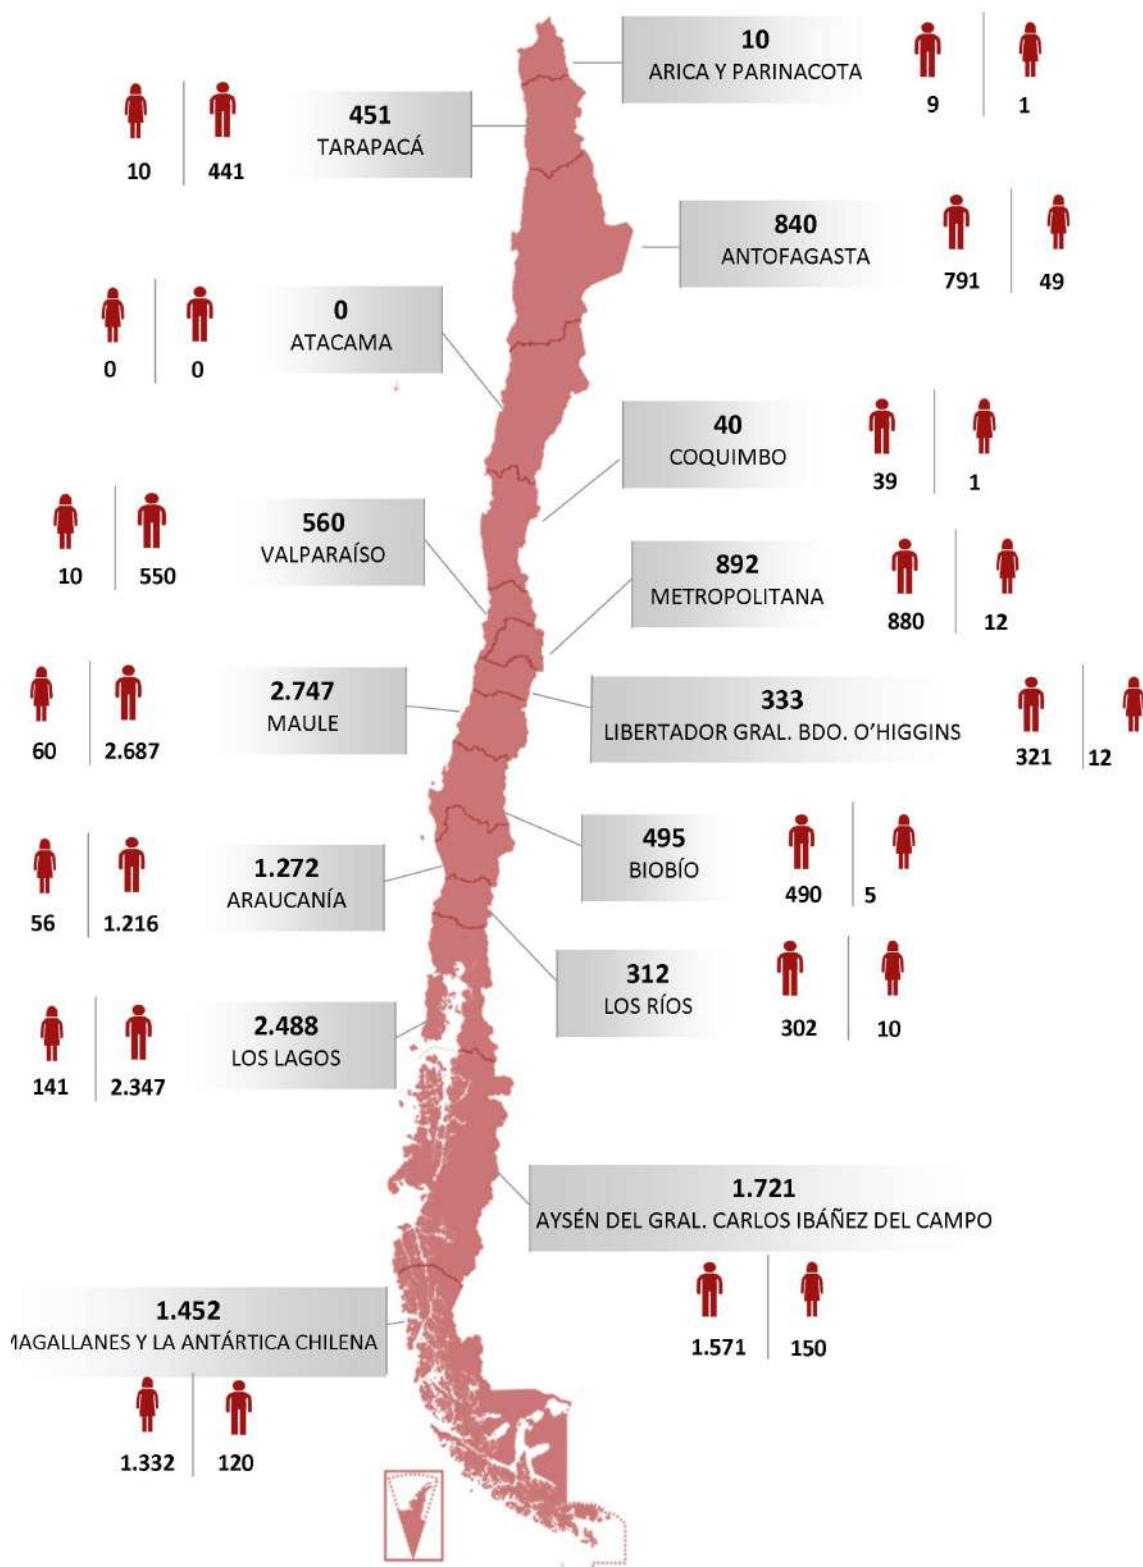 10
ARICA Y PARINACOTA
9 1
451
TARAPACÁ
10 441
840
ANTOFAGASTA
791 49
0
ATACAMA
0 0
40
COQUIMBO
39 1
560
VALPARAÍSO
10 550
892
METROPOLITANA
880 12
2.747
MAULE
60 2.687
333
LIBERTADOR GRAL. BDO. O'HIGGINS
321 12
495
BIOBÍO
490 5
1.272
ARAUCANÍA
56 1.216
312
LOS RÍOS
302 10
2.488
LOS LAGOS
141 2.347
1.721
AYSÉN DEL GRAL. CARLOS IBÁÑEZ DEL CAMPO
1.571 150
1.452
MAGALLANES Y LA ANTÁRTICA CHILENA
1.332 120